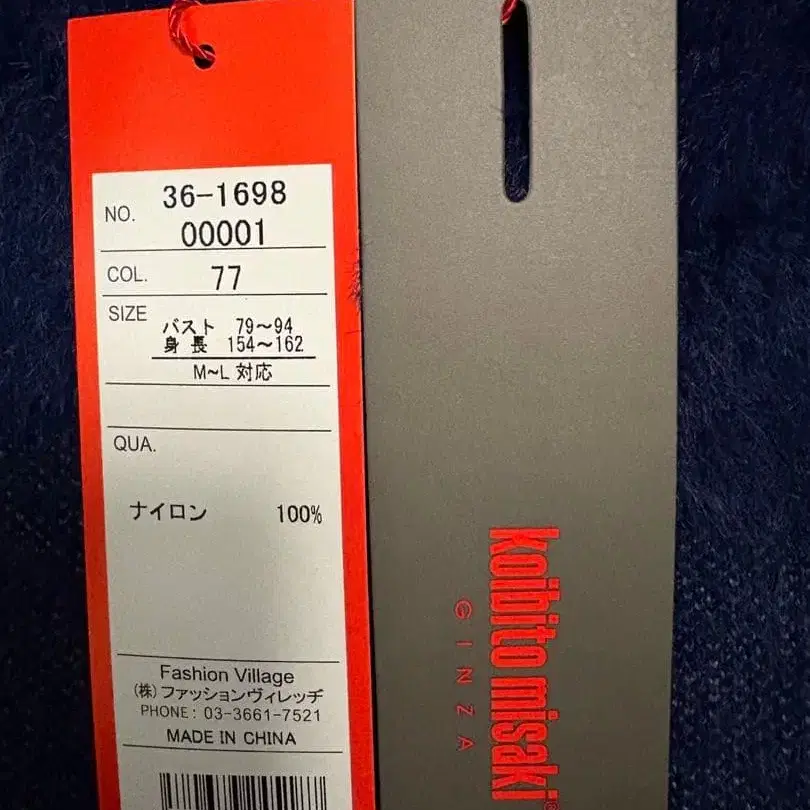 NO. 36-1698
00001
COL. 77
SIZE
バスト 79〜94
身長 154〜162
M~L 対応
QUA.
ナイロン 100%
Fashion Village
(株)ファッションヴィレッヂ
PHONE: 03-3661-7521
MADE IN CHINA
koibito misaki®
GINZA